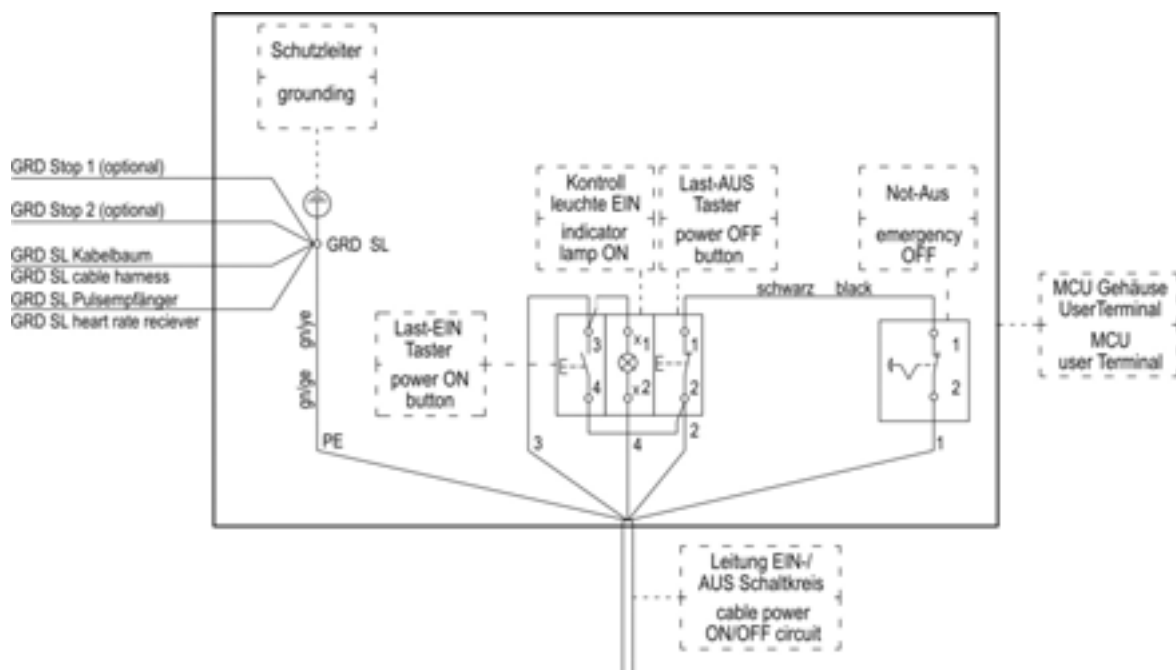 Schutzleiter
grounding
GRD Stop 1 (optional)
GRD Stop 2 (optional)
GRD SL
GRD SL Kabelbaum
GRD SL cable harness
GRD SL Pulsempfänger
GRD SL heart rate reciever
gn/ge gn/ye
PE
Last-EIN
Taster
power ON
button
Kontroll
leuchte EIN
indicator
lamp ON
Last-AUS
Taster
power OFF
button
Not-Aus
emergency
OFF
schwarz black
MCU Gehäuse
UserTerminal
MCU
user Terminal
3 x1 1 1
4 x2 2 2
3 4 2 1
Leitung EIN-/
AUS Schaltkreis
cable power
ON/OFF circuit